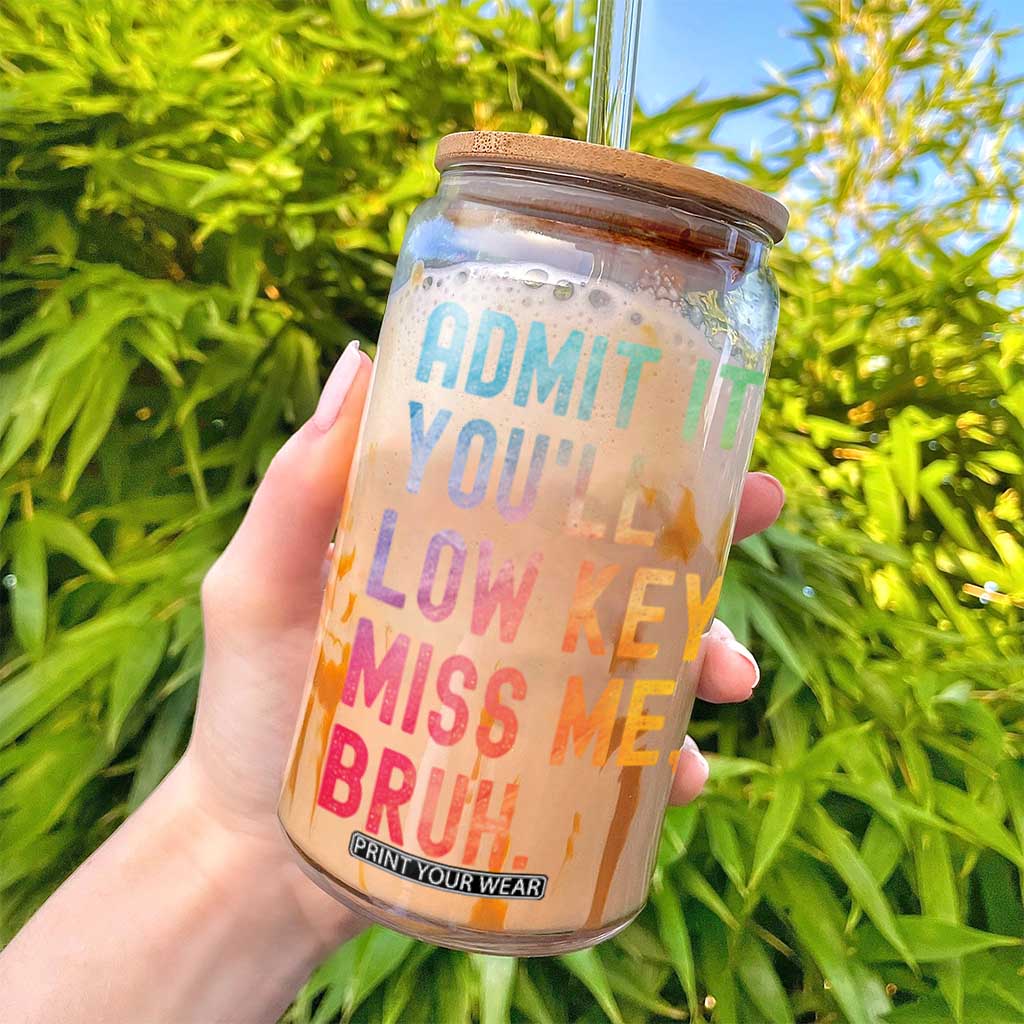 ADMIT IT
YOU'LL
LOW KEY
MISS ME.
BRUH.
PRINT YOUR WEAR